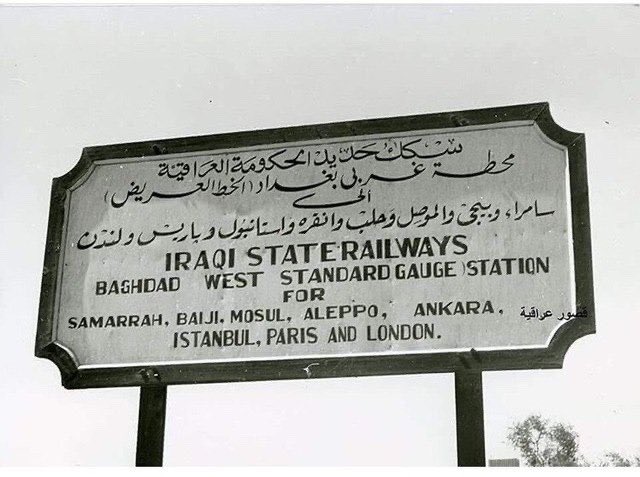 سكك حديد الحكومة العراقية
محطة غربي بغداد (الخط العريض)
الى
سامراء، وبيجي والموصل وحلب وانقره واستانبول وباريس ولندن.
IRAQI STATE RAILWAYS
BAGHDAD WEST STANDARD GAUGE) STATION
FOR
SAMARRAH, BAIJI, MOSUL, ALEPPO, ANKARA,
ISTANBUL, PARIS AND LONDON.
قصور عراقية